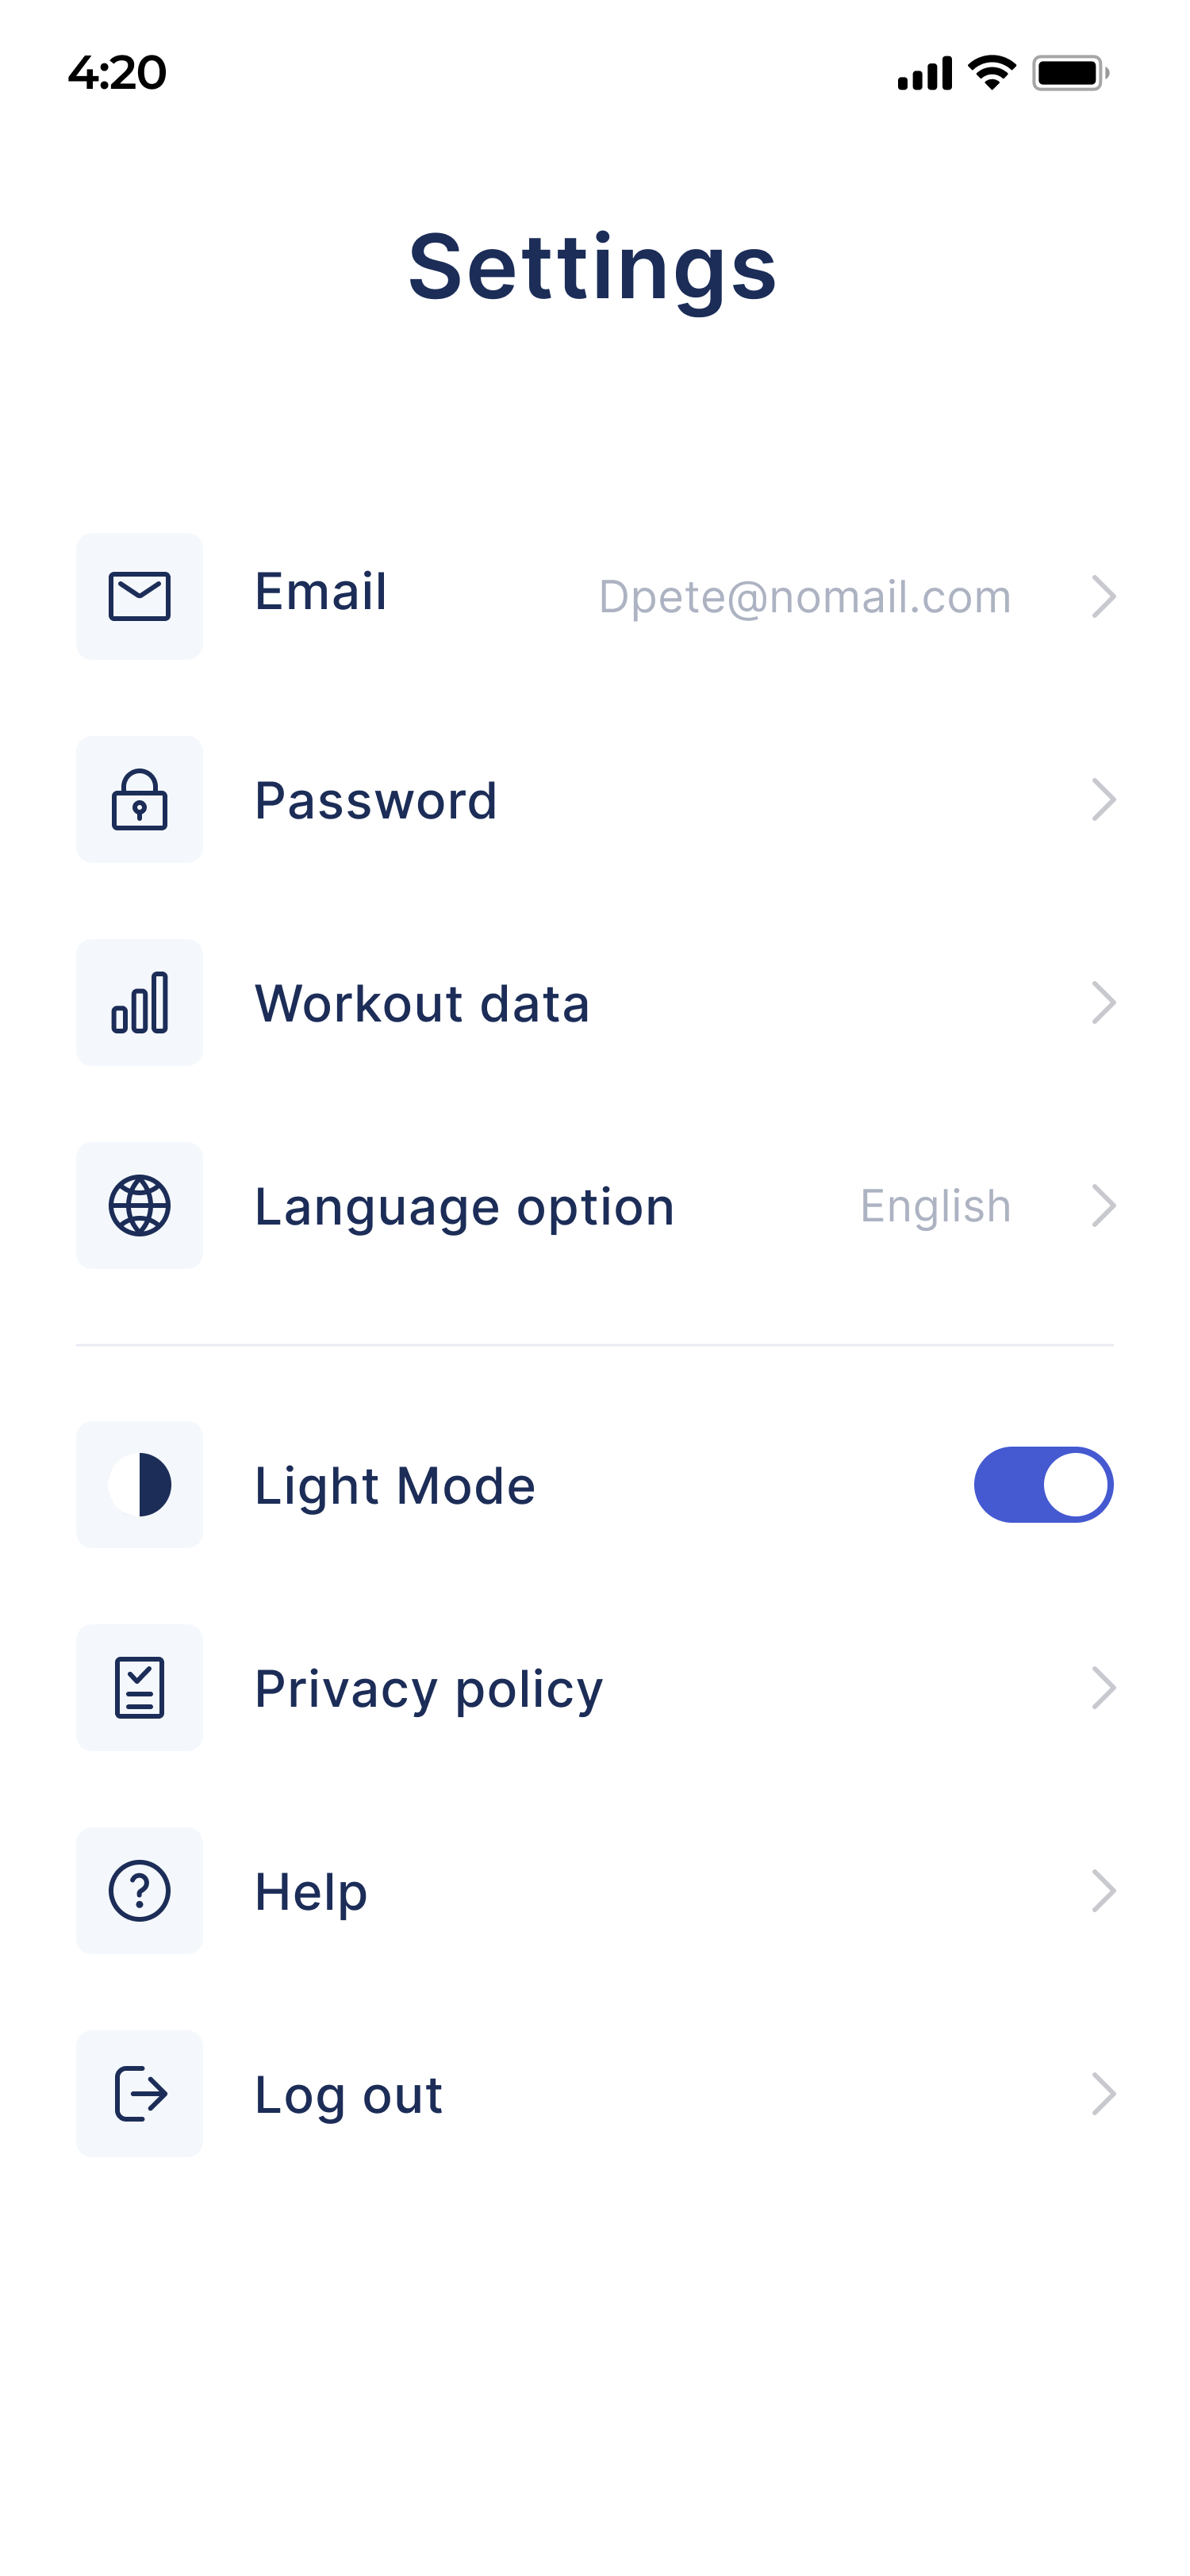 4:20
Settings
Email Dpete@nomail.com
Password
Workout data
Language option English
Light Mode
Privacy policy
Help
Log out